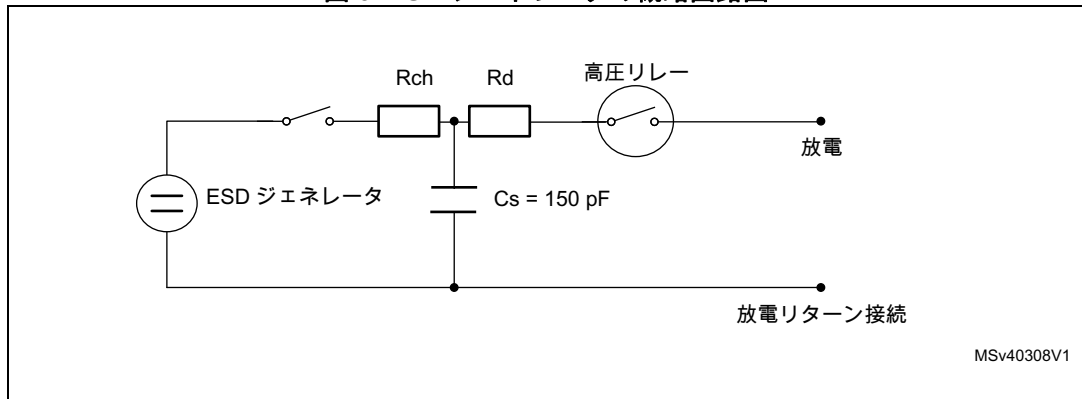 Rch
Rd
高圧リレー
放電
ESD ジェネレータ
Cs = 150 pF
放電リターン接続
MSv40308V1